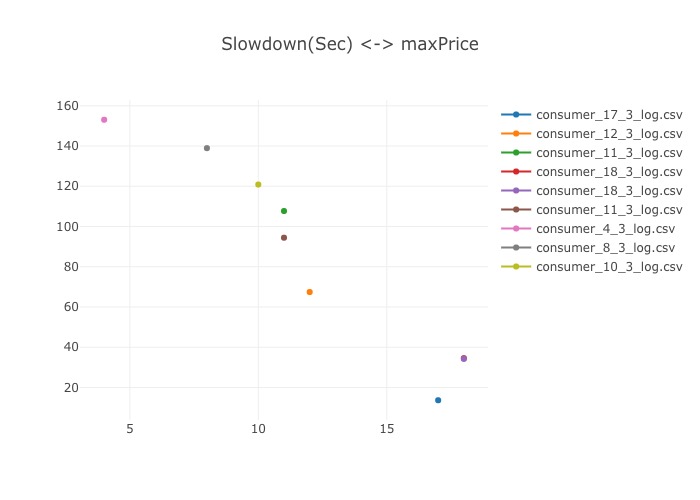 Slowdown(Sec) <-> maxPrice
160
140
120
100
80
60
40
20
5
10
15
consumer_17_3_log.csv
consumer_12_3_log.csv
consumer_11_3_log.csv
consumer_18_3_log.csv
consumer_18_3_log.csv
consumer_11_3_log.csv
consumer_4_3_log.csv
consumer_8_3_log.csv
consumer_10_3_log.csv